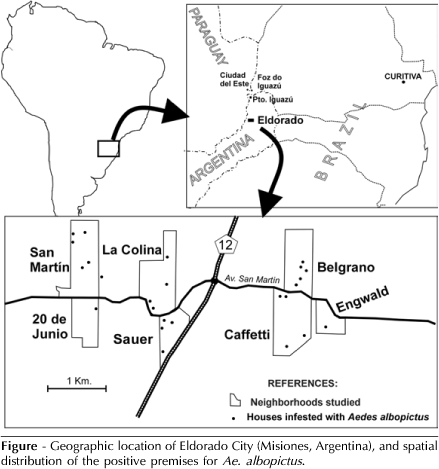 PARAGUAY
Ciudad
del Este
Foz do
Iguazú
Pto. Iguazú
CURITIVA
Eldorado
ARGENTINA
BRAZIL
San
Martín
La Colina
12
Av. San Martín
Belgrano
Engwald
20 de
Junio
Sauer
Caffetti
1 Km.
REFERENCES:
Neighborhoods studied
Houses infested with Aedes albopictus
Figure - Geographic location of Eldorado City (Misiones, Argentina), and spatial
distribution of the positive premises for Ae. albopictus.